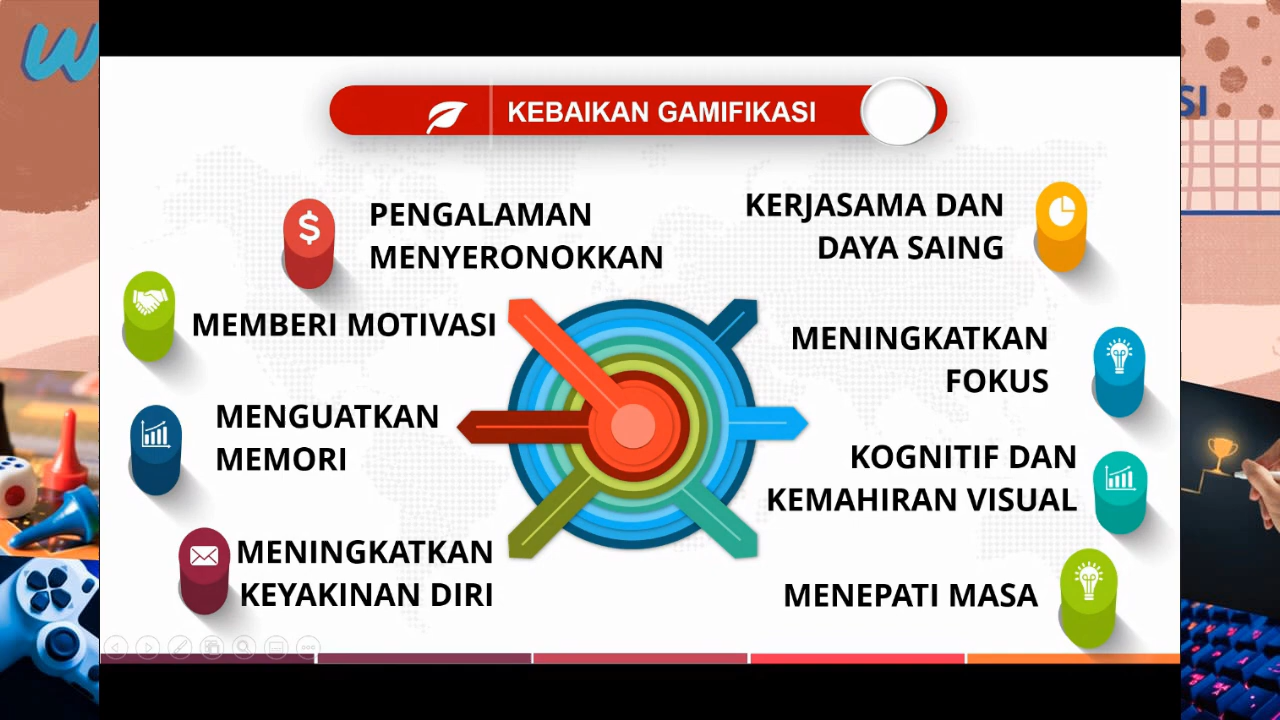 W
SI
KEBAIKAN GAMIFIKASI
PENGALAMAN
MENYERONOKKAN
MEMBERI MOTIVASI
MENGUATKAN
MEMORI
MENINGKATKAN
KEYAKINAN DIRI
KERJASAMA DAN
DAYA SAING
MENINGKATKAN
FOKUS
KOGNITIF DAN
KEMAHIRAN VISUAL
MENEPATI MASA